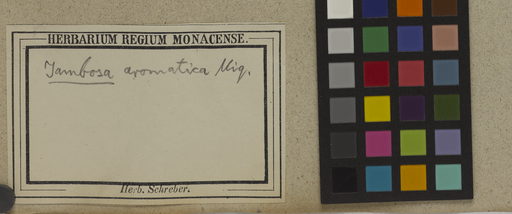 HERBARIUM REGIUM MONACENSE.
Jambosa aromatica Miq.
Herb. Schreber.